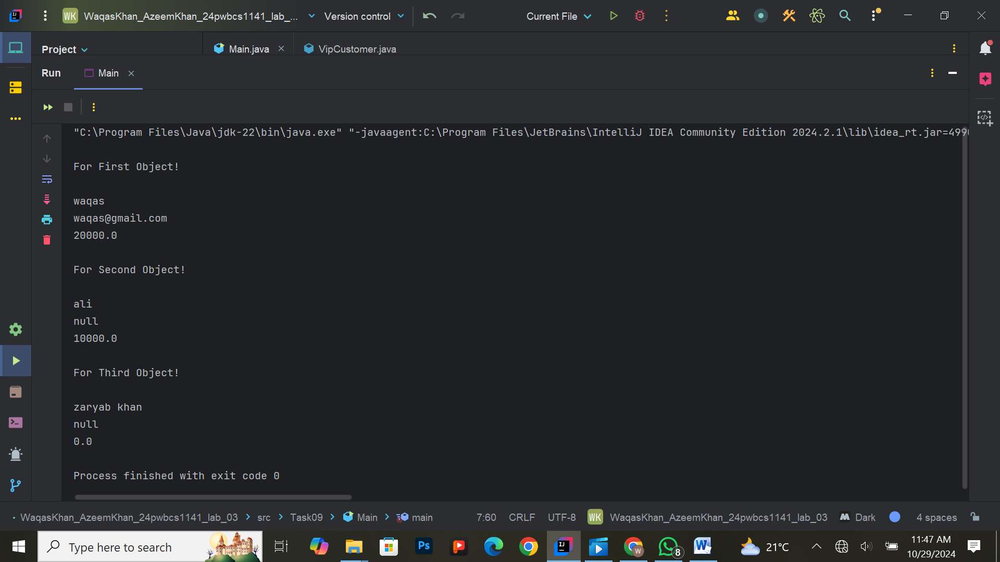 WK WaqasKhan_AzeemKhan_24pwbcs1141_lab_... Version control Current File
Project Main.java VipCustomer.java
Run Main
"C:\Program Files\Java\jdk-22\bin\java.exe" "-javaagent:C:\Program Files\JetBrains\IntelliJ IDEA Community Edition 2024.2.1\lib\idea_rt.jar=499
For First Object!
waqas
waqas@gmail.com
20000.0
For Second Object!
ali
null
10000.0
For Third Object!
zaryab khan
null
0.0
Process finished with exit code 0
WaqasKhan_AzeemKhan_24pwbcs1141_lab_03 > src > Task09 > Main > main 7:60 CRLF UTF-8 WK WaqasKhan_AzeemKhan_24pwbcs1141_lab_03 Dark 4 spaces
Type here to search Ps IJ W W 8 21°C 11:47 AM
10/29/2024